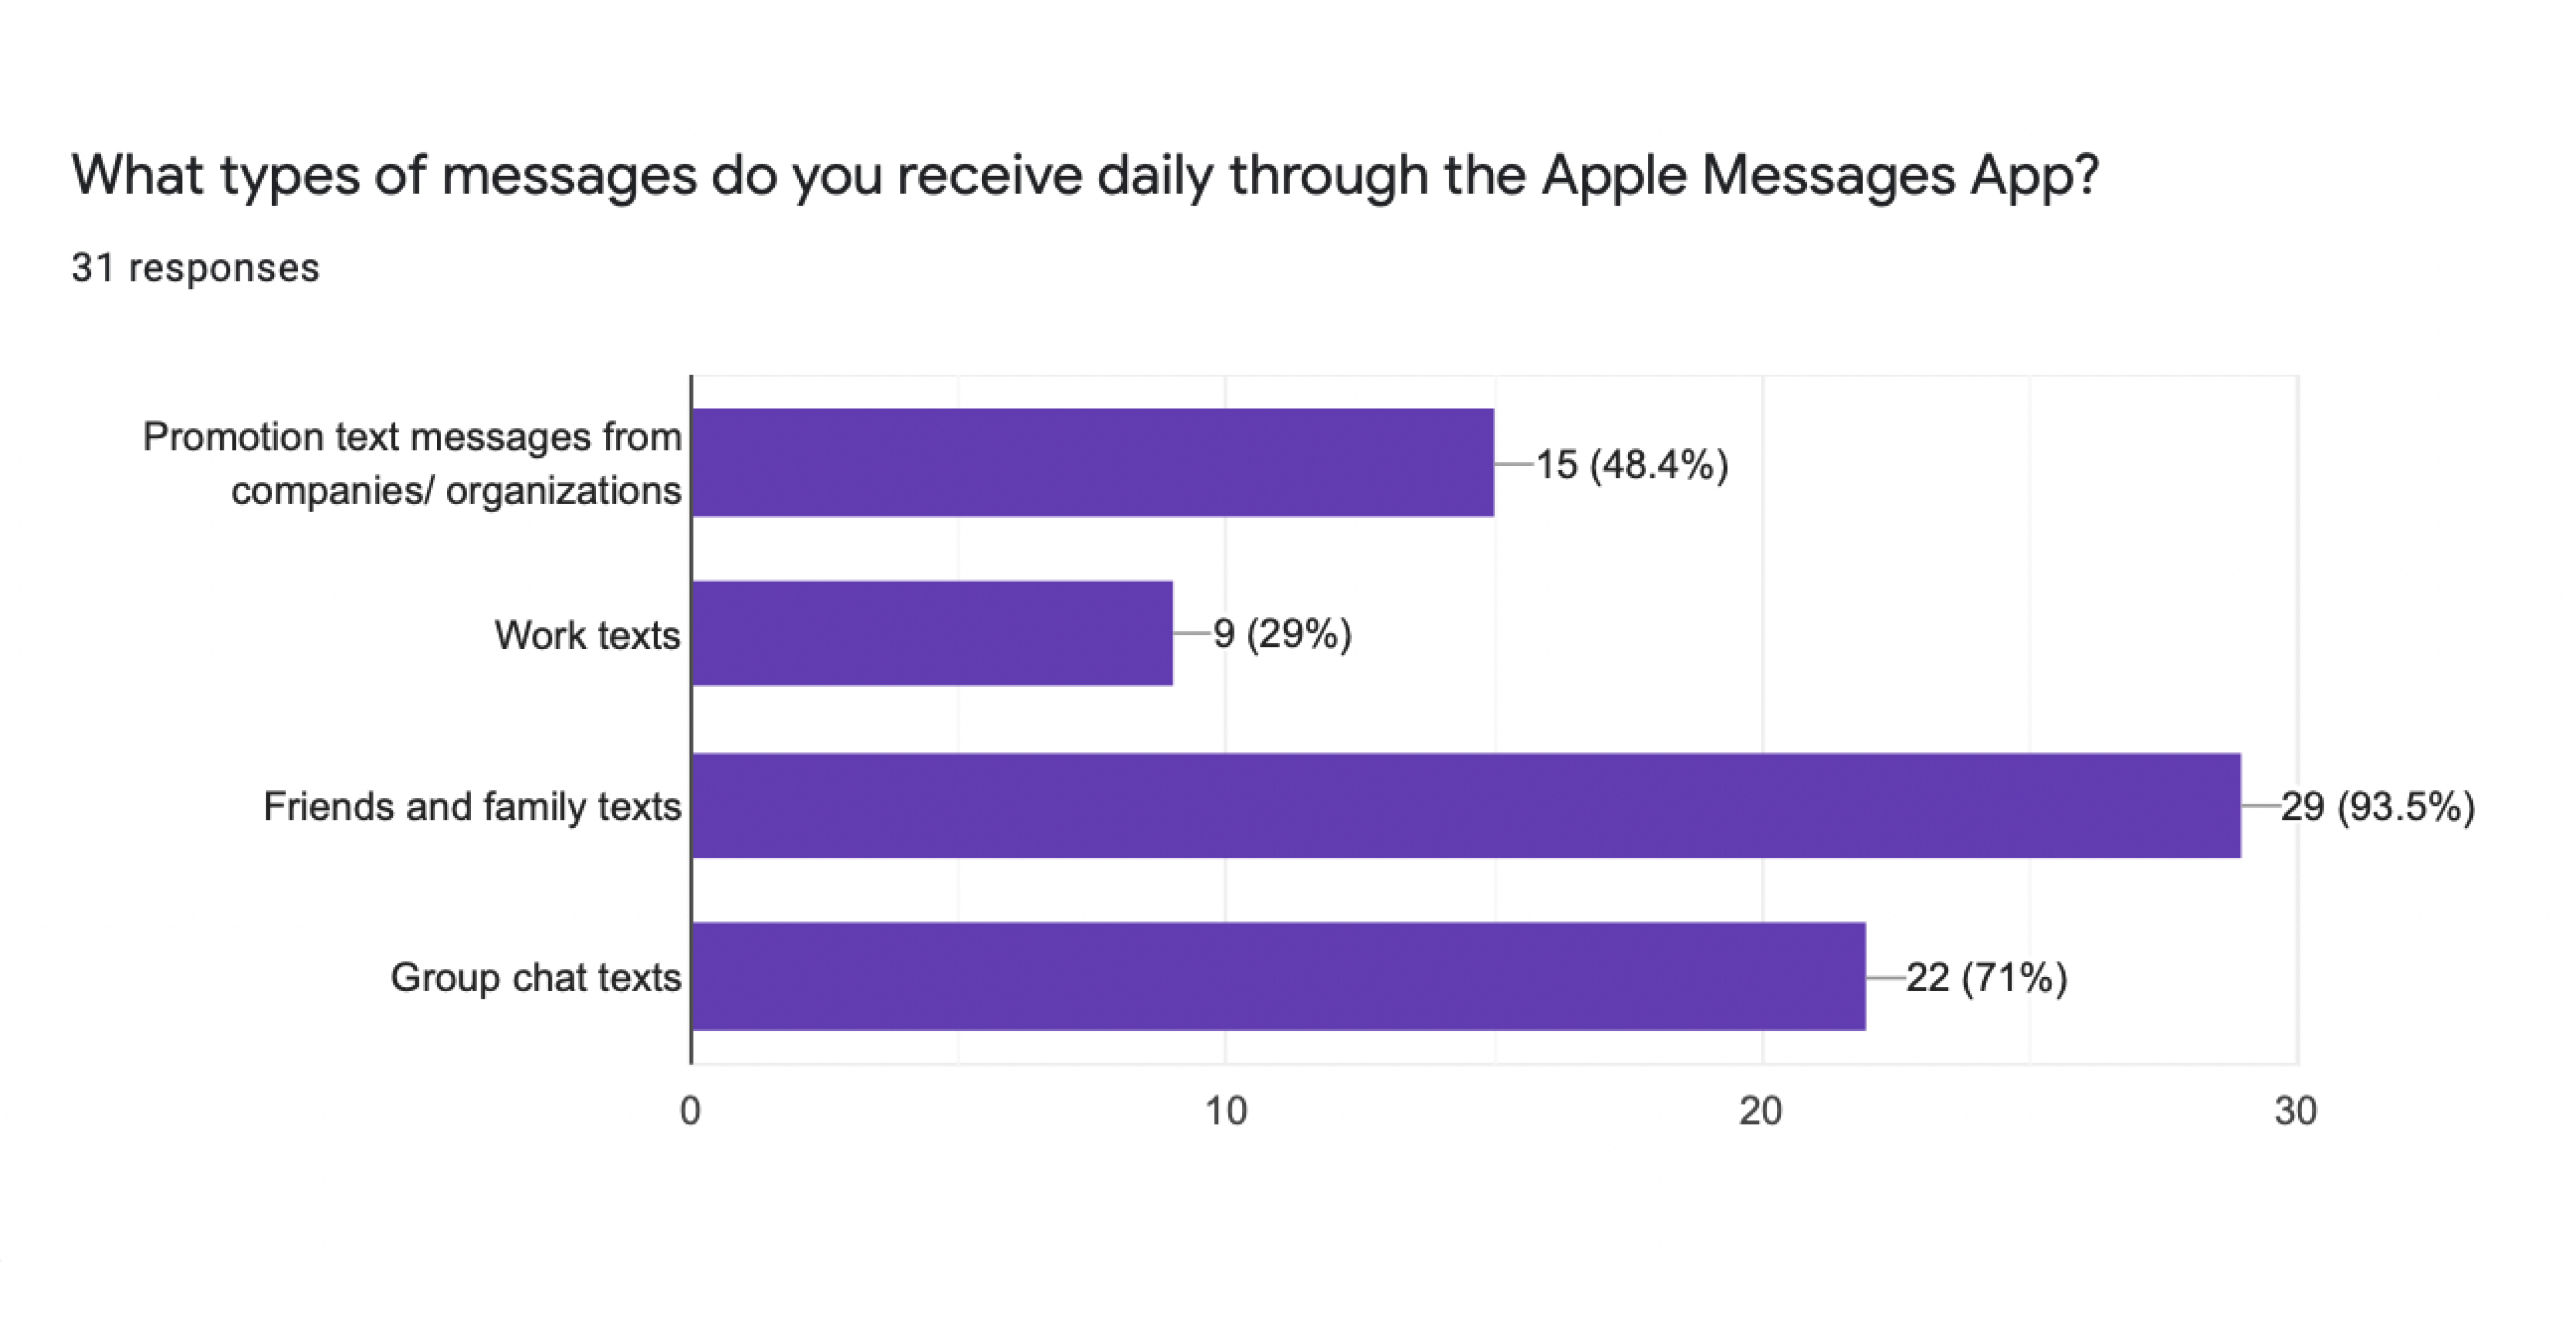 What types of messages do you receive daily through the Apple Messages App?
31 responses
Promotion text messages from
companies/ organizations
15 (48.4%)
Work texts
9 (29%)
Friends and family texts
29 (93.5%)
Group chat texts
22 (71%)
0
10
20
30